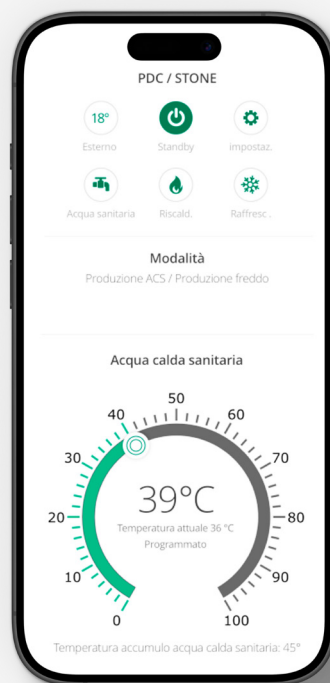 PDC / STONE
18°
Esterno Standby impostaz.
Acqua sanitaria Riscald. Raffresc .
Modalità
Produzione ACS / Produzione freddo
Acqua calda sanitaria
50
40 60
30 70
39°C
20 80
Temperatura attuale 36 °C
Programmato
10 90
0 100
Temperatura accumulo acqua calda sanitaria: 45°